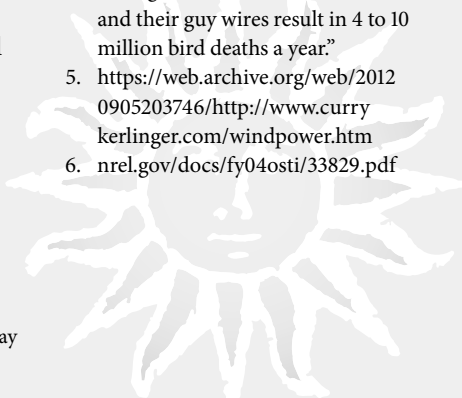 and their guy wires result in 4 to 10
million bird deaths a year.”
5. https://web.archive.org/web/2012
0905203746/http://www.curry
kerlinger.com/windpower.htm
6. nrel.gov/docs/fy04osti/33829.pdf